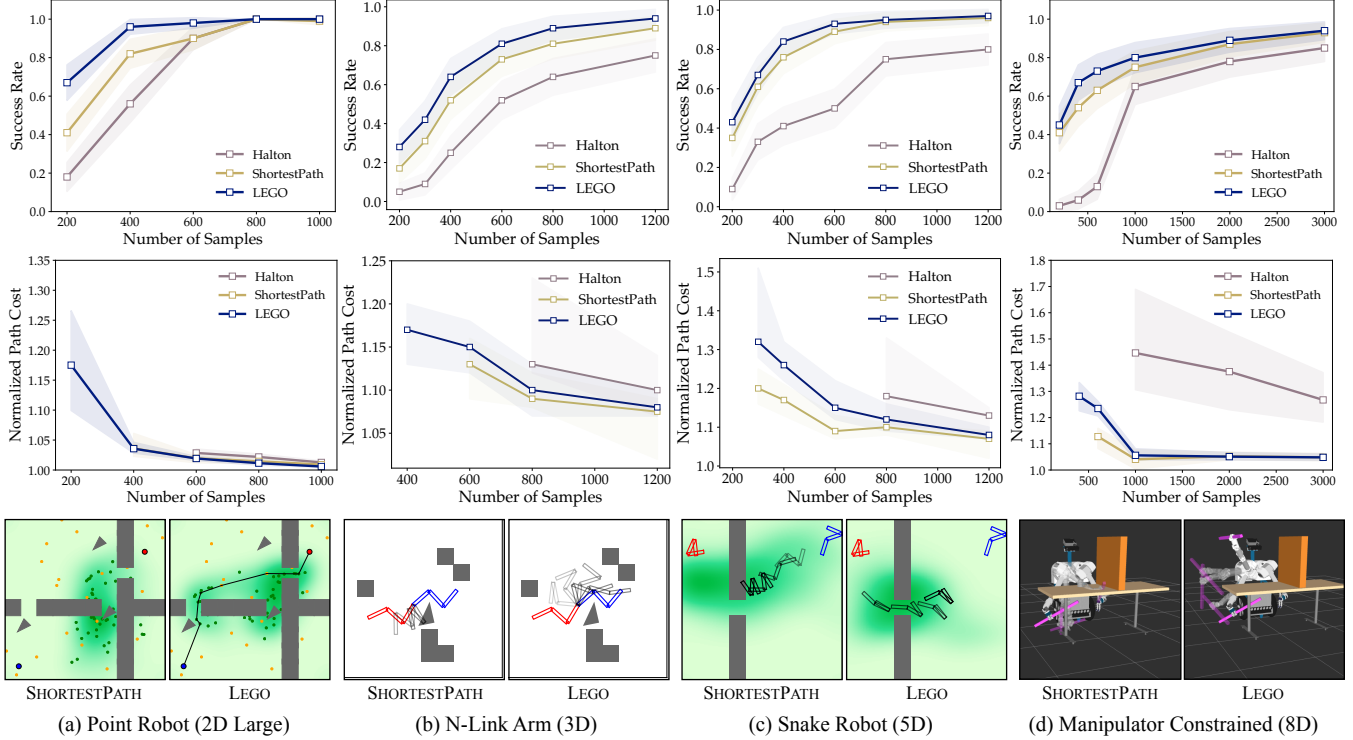 Success Rate
1.0
0.8
0.6
0.4
0.2
0.0
Halton
ShortestPath
LEGO
200 400 600 800 1000
Number of Samples
Success Rate
1.0
0.8
0.6
0.4
0.2
0.0
Halton
ShortestPath
LEGO
200 400 600 800 1000 1200
Number of Samples
Success Rate
1.0
0.8
0.6
0.4
0.2
0.0
Halton
ShortestPath
LEGO
200 400 600 800 1000 1200
Number of Samples
Success Rate
1.0
0.8
0.6
0.4
0.2
0.0
Halton
ShortestPath
LEGO
500 1000 1500 2000 2500 3000
Number of Samples
Normalized Path Cost
1.35
1.30
1.25
1.20
1.15
1.10
1.05
1.00
Halton
ShortestPath
LEGO
200 400 600 800 1000
Number of Samples
Normalized Path Cost
1.25
1.20
1.15
1.10
1.05
Halton
ShortestPath
LEGO
400 500 600 700 800 900 1000 1100 1200
Number of Samples
Normalized Path Cost
1.5
1.4
1.3
1.2
1.1
1.0
Halton
ShortestPath
LEGO
200 400 600 800 1000 1200
Number of Samples
Normalized Path Cost
1.8
1.7
1.6
1.5
1.4
1.3
1.2
1.1
1.0
Halton
ShortestPath
LEGO
500 1000 1500 2000 2500 3000
Number of Samples
SHORTESTPATH LEGO
SHORTESTPATH LEGO
SHORTESTPATH LEGO
SHORTESTPATH LEGO
(a) Point Robot (2D Large)
(b) N-Link Arm (3D)
(c) Snake Robot (5D)
(d) Manipulator Constrained (8D)